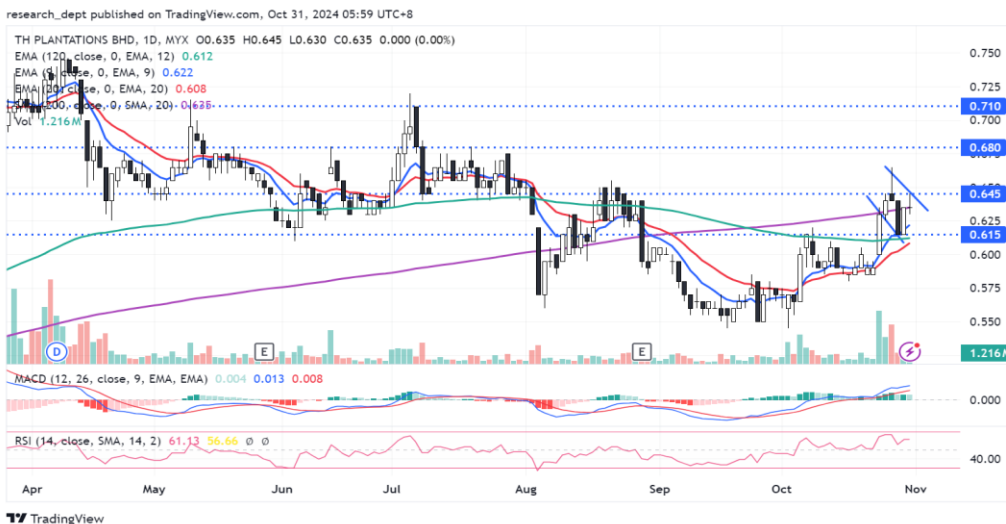 research_dept published on TradingView.com, Oct 31, 2024 05:59 UTC+8
TH PLANTATIONS BHD, 1D, MYX O0.635 H0.645 L0.630 C0.635 0.000 (0.00%)
EMA (120, close, 0, EMA, 12) 0.612
EMA (9, close, 0, EMA, 9) 0.622
EMA (20, close, 0, EMA, 20) 0.608
(200, close, 0, SMA, 20) 0.635
Vol 1.216M
0.750
0.725
0.710
0.700
0.680
0.645
0.625
0.615
0.600
0.575
0.550
1.216M
D
E
E
MACD (12, 26, close, 9, EMA, EMA) 0.004 0.013 0.008
0.000
RSI (14, close, SMA, 14, 2) 61.13 56.66 ∅ ∅
40.00
Apr May Jun Jul Aug Sep Oct Nov
TradingView